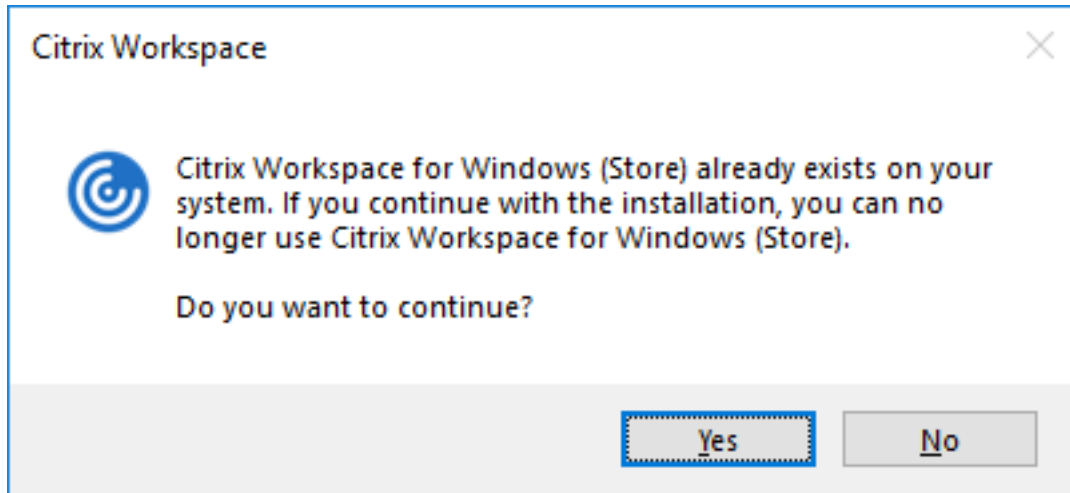 Citrix Workspace
Citrix Workspace for Windows (Store) already exists on your
system. If you continue with the installation, you can no
longer use Citrix Workspace for Windows (Store).
Do you want to continue?
Yes
No